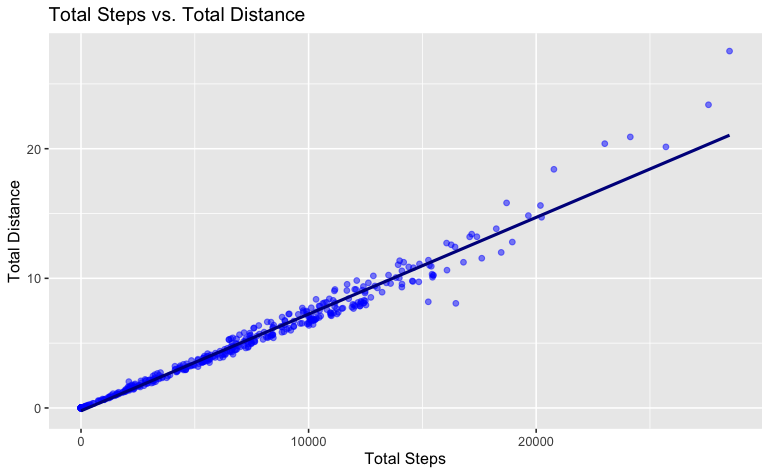 Total Steps vs. Total Distance
Total Distance
20
10
0
0
10000
20000
Total Steps